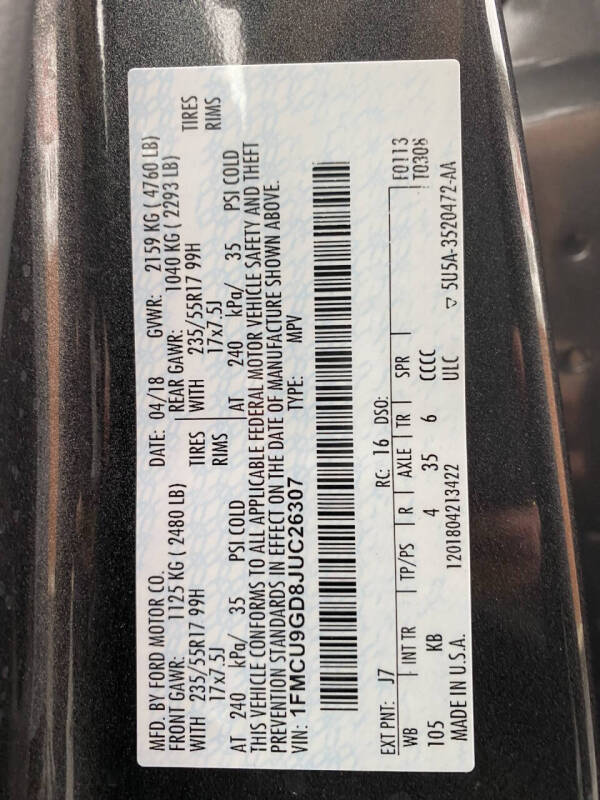 MFD. BY FORD MOTOR CO. DATE: 04/18 GVWR: 2159 KG ( 4760 LB)
FRONT GAWR: 1125 KG ( 2480 LB) REAR GAWR: 1040 KG ( 2293 LB)
WITH 235/55R17 99H TIRES WITH 235/55R17 99H TIRES
17x7.5J RIMS 17x7.5J RIMS
AT 240 kPa/ 35 PSI COLD AT 240 kPa/ 35 PSI COLD
THIS VEHICLE CONFORMS TO ALL APPLICABLE FEDERAL MOTOR VEHICLE SAFETY AND THEFT
PREVENTION STANDARDS IN EFFECT ON THE DATE OF MANUFACTURE SHOWN ABOVE.
VIN: 1FMCU9GD8JUC26307 TYPE: MPV
F0113
EXT PNT: J7 RC: 16 DSO: T0308
WB INT TR TP/PS R AXLE TR SPR
105 KB 4 35 6 CCCC
MADE IN U.S.A. 1201804213422 ULC ▽ 5U5A-3520472-AA